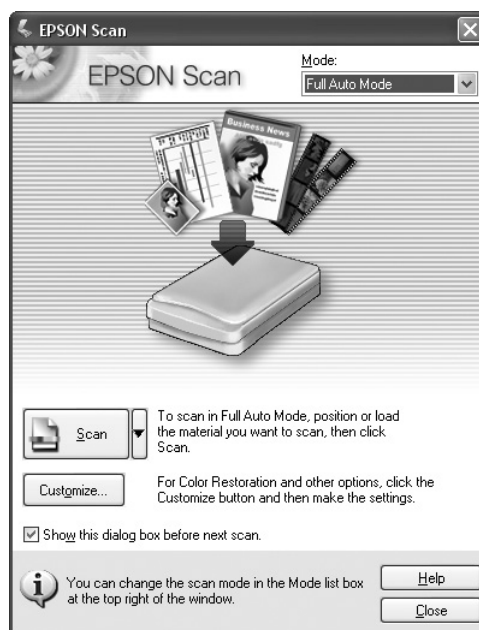 EPSON Scan
EPSON Scan
Mode:
Full Auto Mode
Business News
Scan
To scan in Full Auto Mode, position or load
the material you want to scan, then click
Scan.
Customize...
For Color Restoration and other options, click the
Customize button and then make the settings.
Show this dialog box before next scan.
You can change the scan mode in the Mode list box
at the top right of the window.
Help
Close